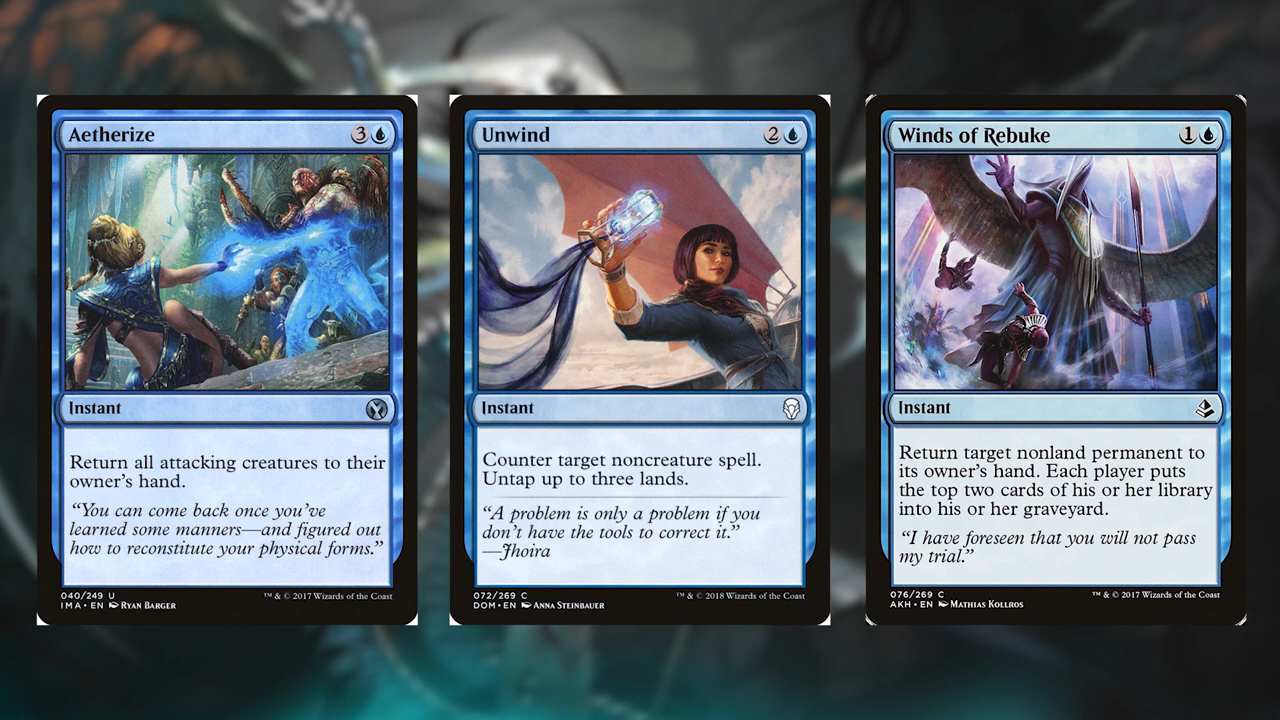 Aetherize 3
Instant
Return all attacking creatures to their
owner's hand.
“You can come back once you’ve
learned some manners—and figured out
how to reconstitute your physical forms.”
040/249 U
IMA • EN Ryan Barger
™ & © 2017 Wizards of the Coast
Unwind 2
Instant
Counter target noncreature spell.
Untap up to three lands.
“A problem is only a problem if you
don’t have the tools to correct it.”
—Jhoira
072/269 C
DOM • EN Anna Steinbauer
™ & © 2018 Wizards of the Coast
Winds of Rebuke 1
Instant
Return target nonland permanent to
its owner's hand. Each player puts
the top two cards of his or her library
into his or her graveyard.
“I have foreseen that you will not pass
my trial.”
076/269 C
AKH • EN Mathias Kollros
™ & © 2017 Wizards of the Coast